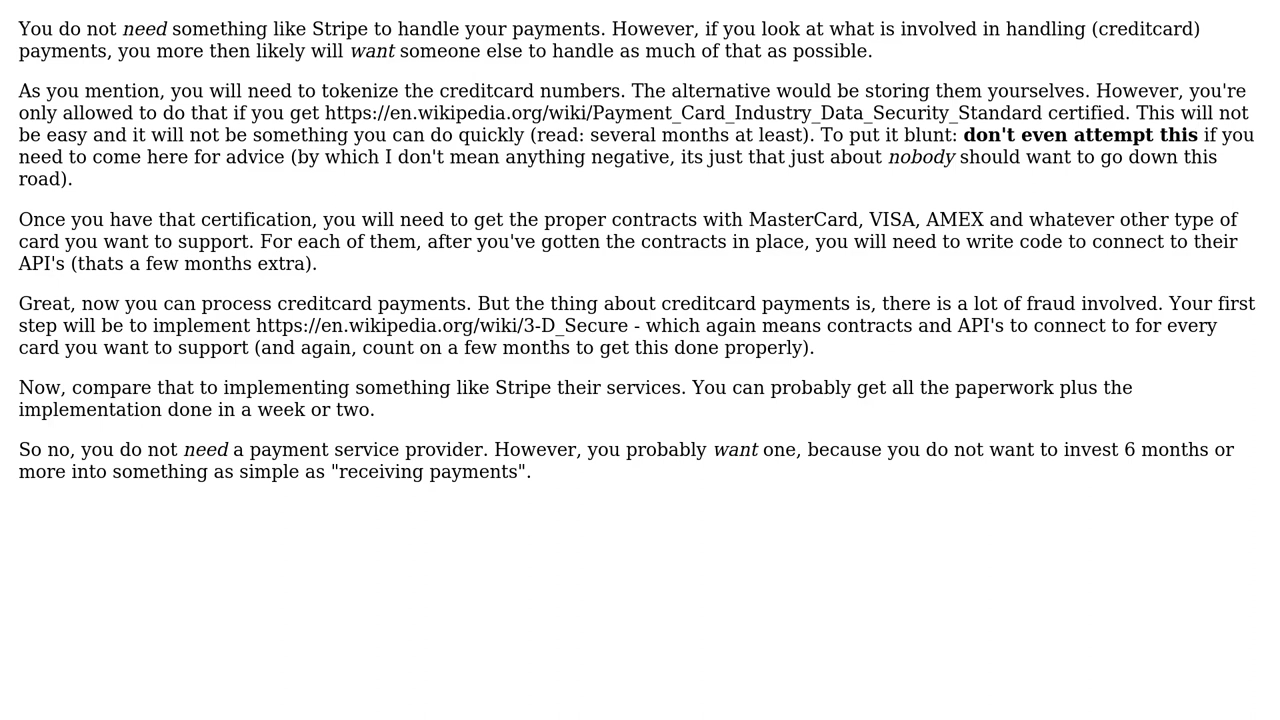 You do not need something like Stripe to handle your payments. However, if you look at what is involved in handling (creditcard)
payments, you more then likely will want someone else to handle as much of that as possible.
As you mention, you will need to tokenize the creditcard numbers. The alternative would be storing them yourselves. However, you're
only allowed to do that if you get https://en.wikipedia.org/wiki/Payment_Card_Industry_Data_Security_Standard certified. This will not
be easy and it will not be something you can do quickly (read: several months at least). To put it blunt: don't even attempt this if you
need to come here for advice (by which I don't mean anything negative, its just that just about nobody should want to go down this
road).
Once you have that certification, you will need to get the proper contracts with MasterCard, VISA, AMEX and whatever other type of
card you want to support. For each of them, after you've gotten the contracts in place, you will need to write code to connect to their
API's (thats a few months extra).
Great, now you can process creditcard payments. But the thing about creditcard payments is, there is a lot of fraud involved. Your first
step will be to implement https://en.wikipedia.org/wiki/3-D_Secure - which again means contracts and API's to connect to for every
card you want to support (and again, count on a few months to get this done properly).
Now, compare that to implementing something like Stripe their services. You can probably get all the paperwork plus the
implementation done in a week or two.
So no, you do not need a payment service provider. However, you probably want one, because you do not want to invest 6 months or
more into something as simple as "receiving payments".